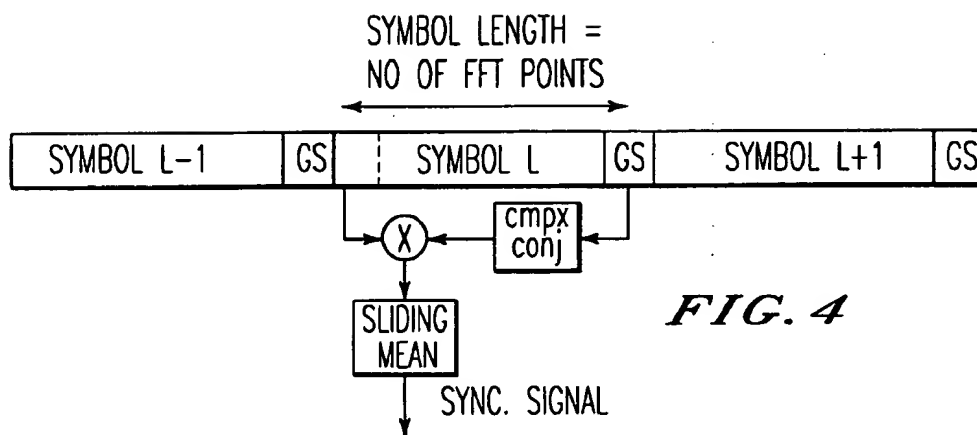 SYMBOL LENGTH =
NO OF FFT POINTS
SYMBOL L-1 GS SYMBOL L GS SYMBOL L+1 GS
X cmpx
conj
SLIDING
MEAN
SYNC. SIGNAL
FIG. 4